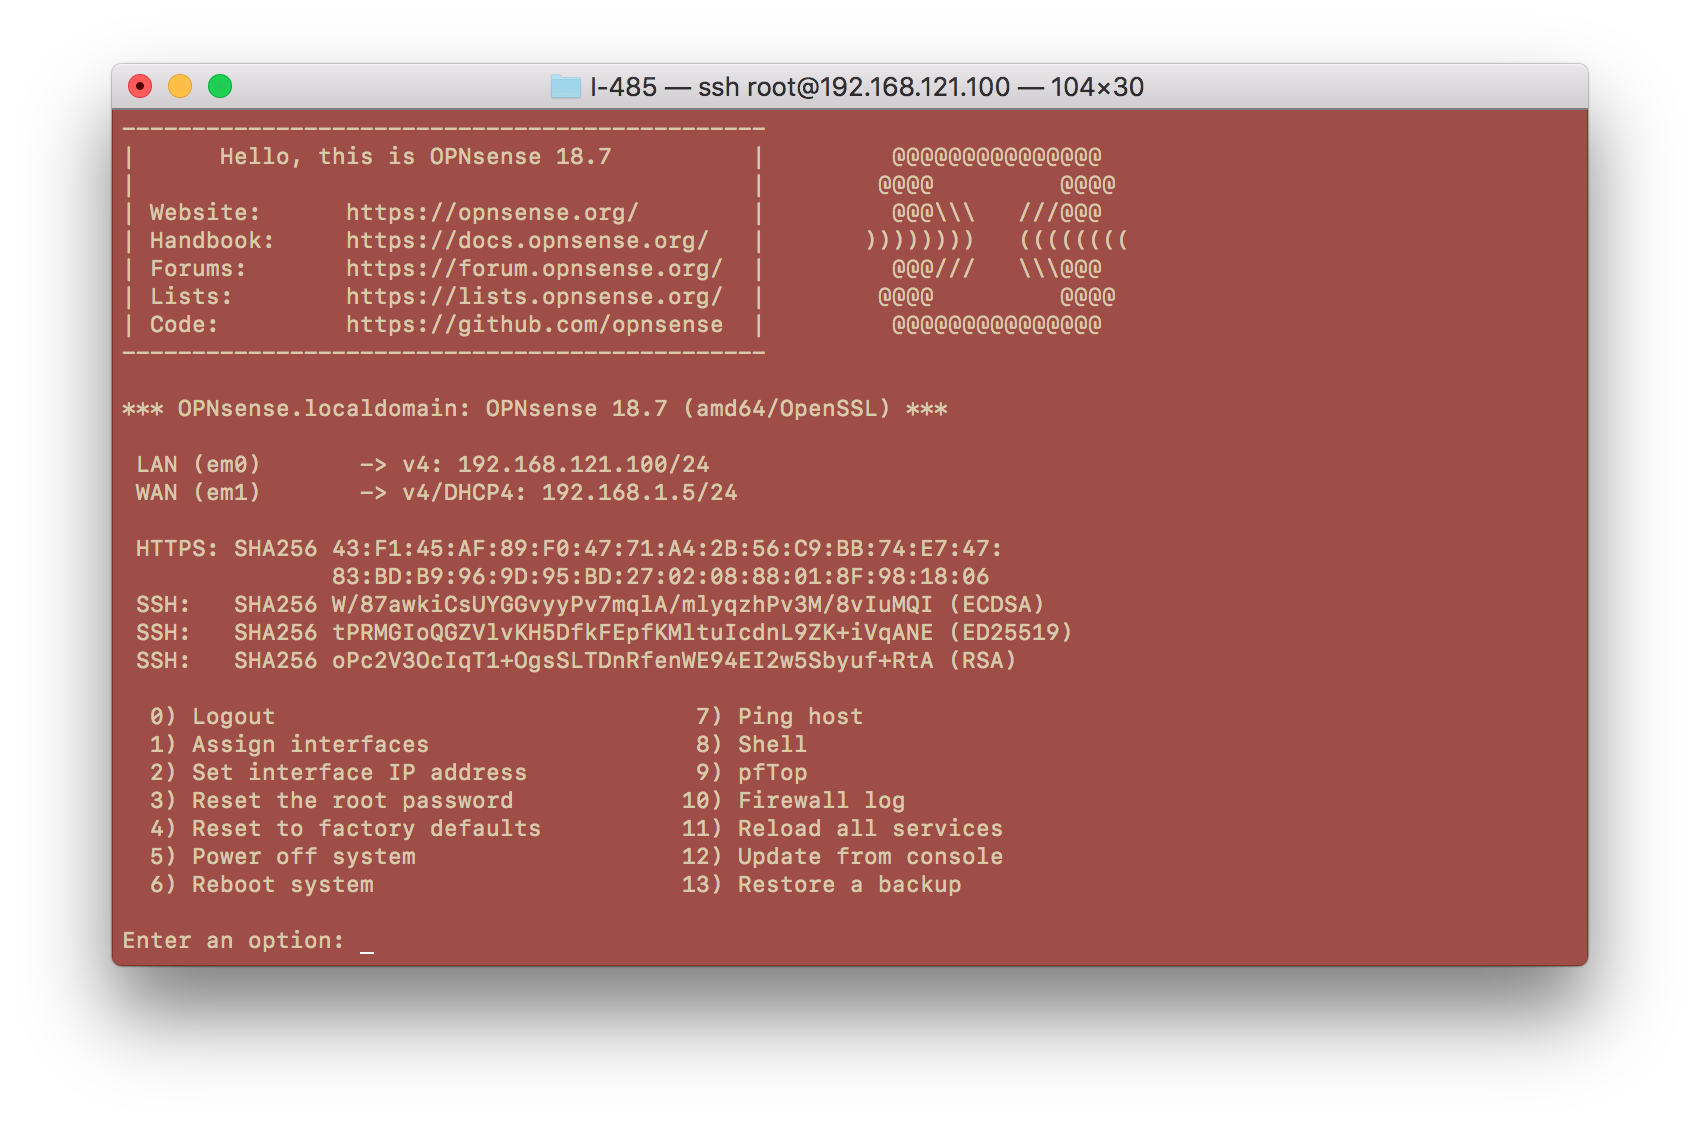 l-485 — ssh root@192.168.121.100 — 104×30
----------------------------------------------
|      Hello, this is OPNsense 18.7          |         @@@@@@@@@@@@@@@
|                                            |        @@@@         @@@@
| Website:      https://opnsense.org/        |         @@@\\\   ///@@@
| Handbook:     https://docs.opnsense.org/   |       ))))))))   ((((((((
| Forums:       https://forum.opnsense.org/  |         @@@///   \\\@@@
| Lists:        https://lists.opnsense.org/  |        @@@@         @@@@
| Code:         https://github.com/opnsense  |         @@@@@@@@@@@@@@@
----------------------------------------------
*** OPNsense.localdomain: OPNsense 18.7 (amd64/OpenSSL) ***
LAN (em0)       -> v4: 192.168.121.100/24
WAN (em1)       -> v4/DHCP4: 192.168.1.5/24
HTTPS: SHA256 43:F1:45:AF:89:F0:47:71:A4:2B:56:C9:BB:74:E7:47:
83:BD:B9:96:9D:95:BD:27:02:08:88:01:8F:98:18:06
SSH:   SHA256 W/87awkiCsUYGGvyyPv7mqlA/mlyqzhPv3M/8vIuMQI (ECDSA)
SSH:   SHA256 tPRMGIoQGZVlvKH5DfkFEpfKMltuIcdnL9ZK+iVqANE (ED25519)
SSH:   SHA256 oPc2V3OcIqT1+OgsSLTDnRfenWE94EI2w5Sbyuf+RtA (RSA)
0) Logout                              7) Ping host
1) Assign interfaces                   8) Shell
2) Set interface IP address            9) pfTop
3) Reset the root password            10) Firewall log
4) Reset to factory defaults          11) Reload all services
5) Power off system                   12) Update from console
6) Reboot system                      13) Restore a backup
Enter an option: _